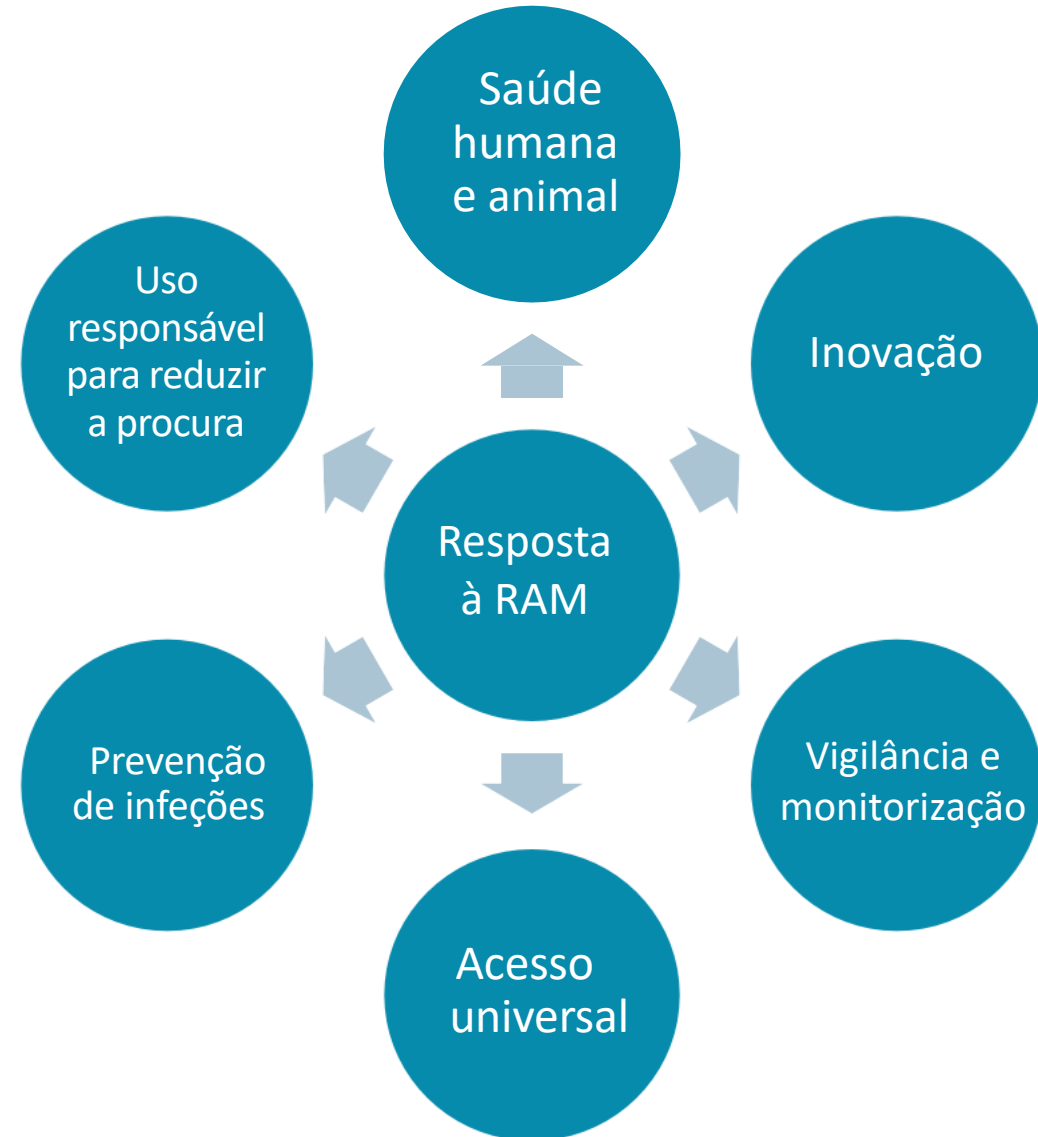 Saúde
humana
e animal
Uso
responsável
para reduzir
a procura
Inovação
Resposta
à RAM
Prevenção
de infeções
Vigilância e
monitorização
Acesso
universal